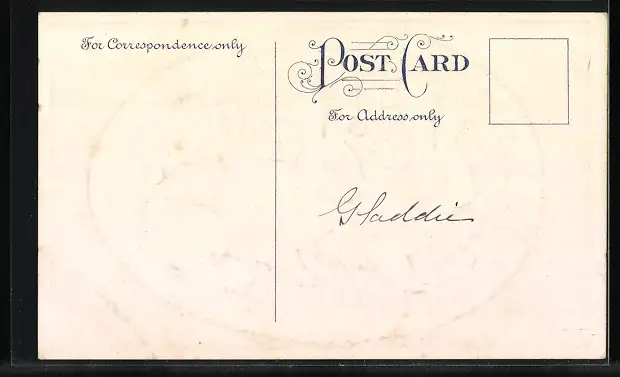 For Correspondence only
POST CARD
For Address only
Gladdie